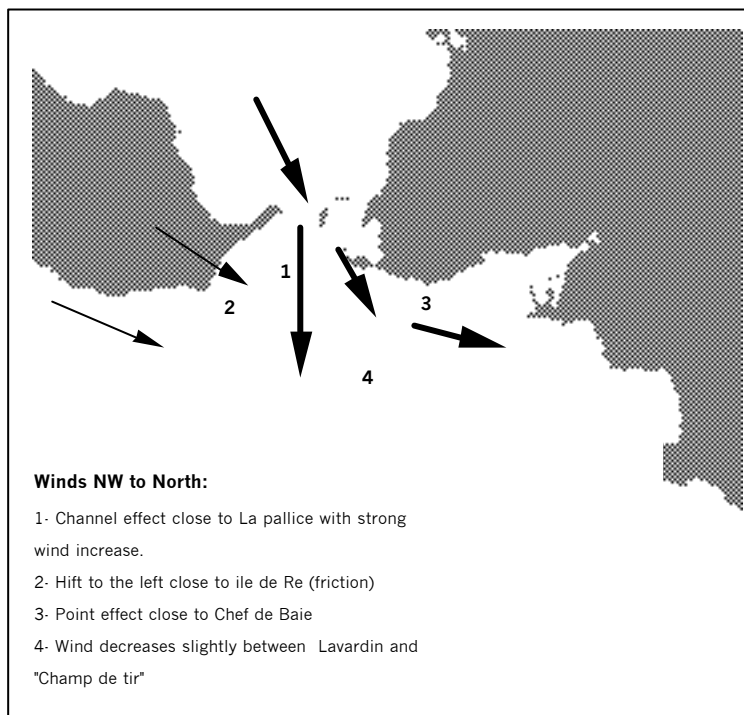 1
2
3
4
Winds NW to North:
1- Channel effect close to La pallice with strong
wind increase.
2- Hift to the left close to ile de Re (friction)
3- Point effect close to Chef de Baie
4- Wind decreases slightly between Lavardin and
"Champ de tir"